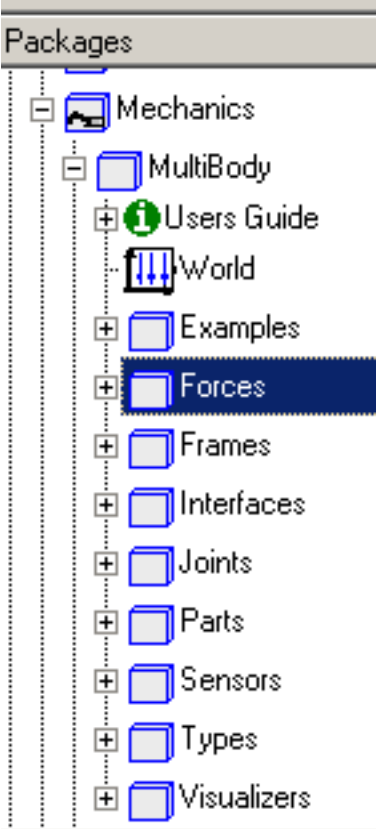 Packages
Mechanics
MultiBody
Users Guide
World
Examples
Forces
Frames
Interfaces
Joints
Parts
Sensors
Types
Visualizers